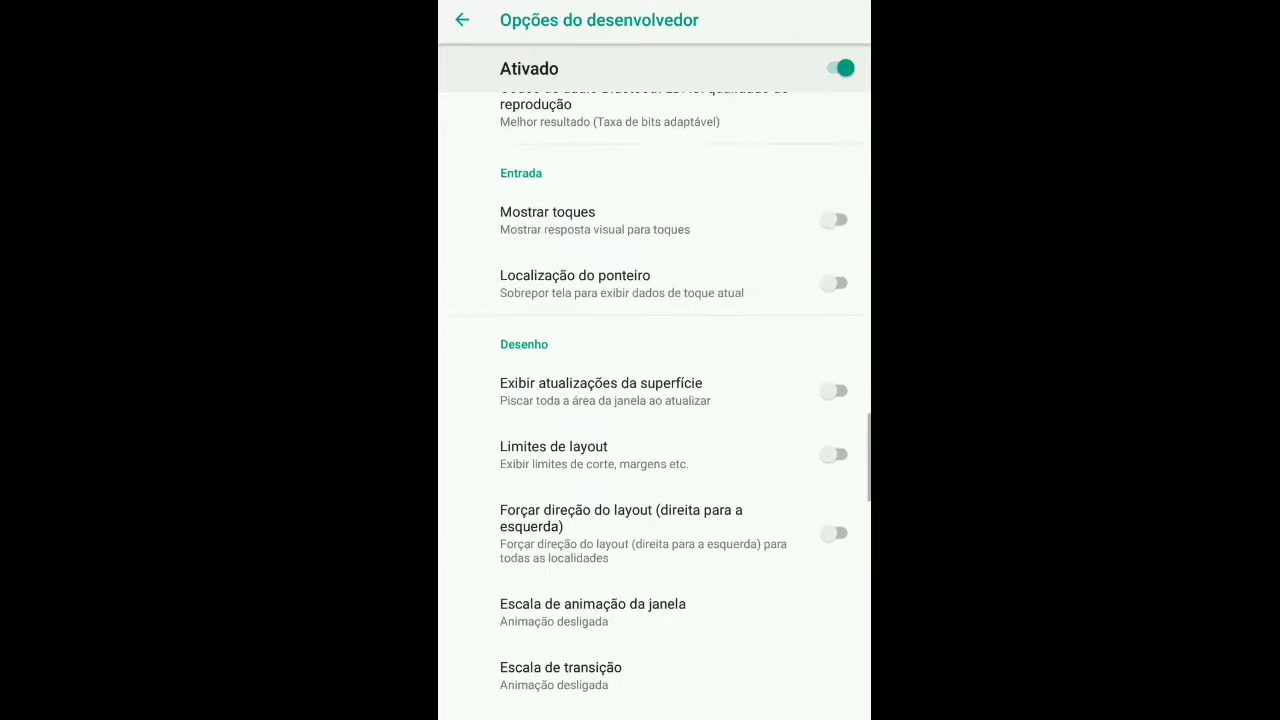 Opções do desenvolvedor
Ativado
reprodução
Melhor resultado (Taxa de bits adaptável)
Entrada
Mostrar toques
Mostrar resposta visual para toques
Localização do ponteiro
Sobrepor tela para exibir dados de toque atual
Desenho
Exibir atualizações da superfície
Piscar toda a área da janela ao atualizar
Limites de layout
Exibir limites de corte, margens etc.
Forçar direção do layout (direita para a
esquerda)
Forçar direção do layout (direita para a esquerda) para
todas as localidades
Escala de animação da janela
Animação desligada
Escala de transição
Animação desligada